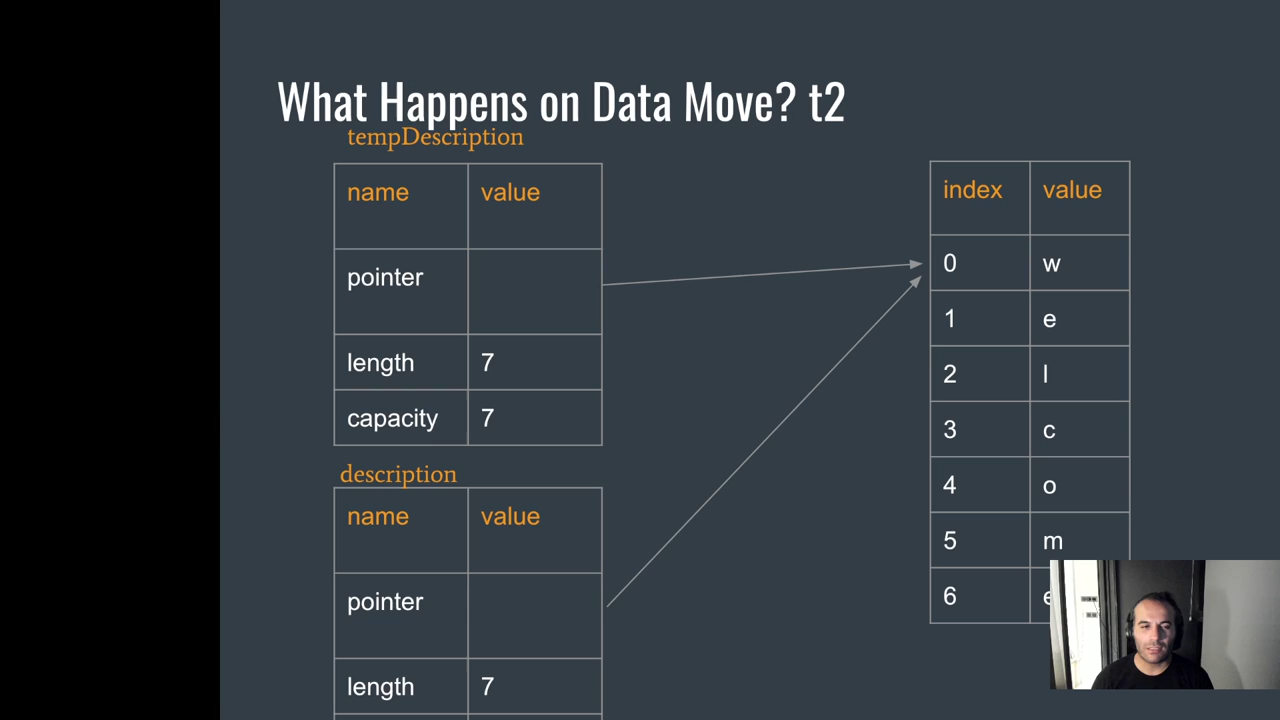 What Happens on Data Move? t2
tempDescription
name value
pointer
length 7
capacity 7
description
name value
pointer
length 7
index value
0 w
1 e
2 l
3 c
4 o
5 m
6 e